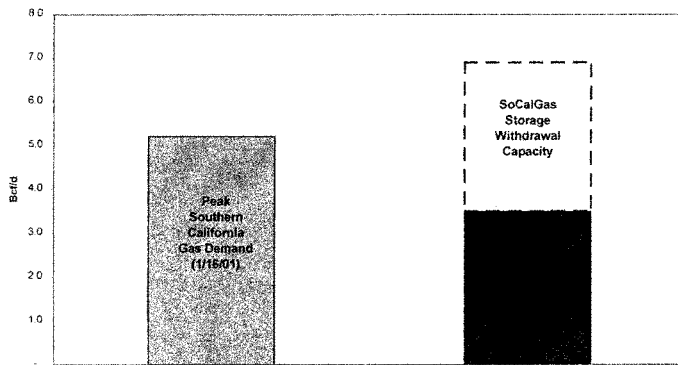 8.0
7.0
6.0
5.0
4.0
3.0
2.0
1.0
-
Bcf/d
Peak
Southern
California
Gas Demand
(1/16/01)
SoCalGas
Storage
Withdrawal
Capacity